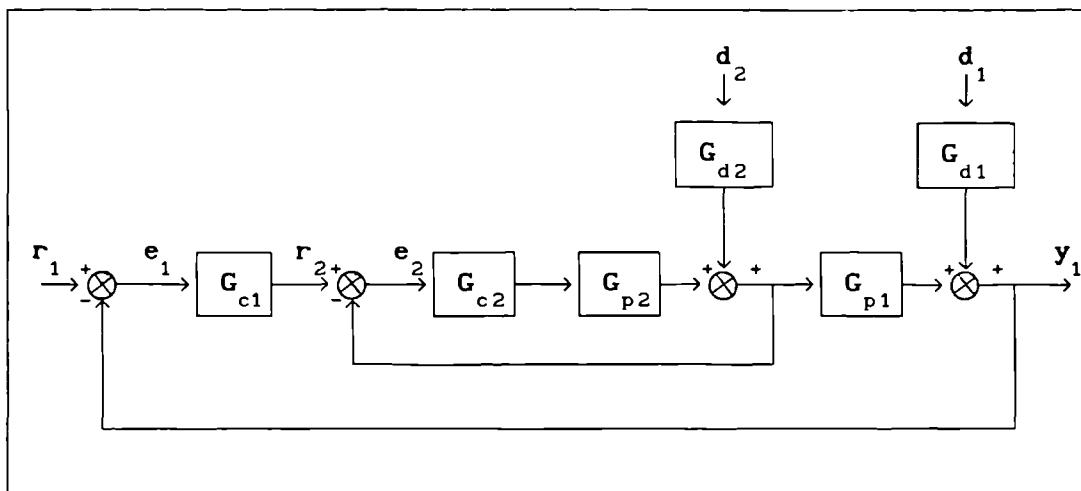 d2 d1
Gd2 Gd1
r1 + - e1 Gc1 r2 + - e2 Gc2 Gp2 + + Gp1 + + y1